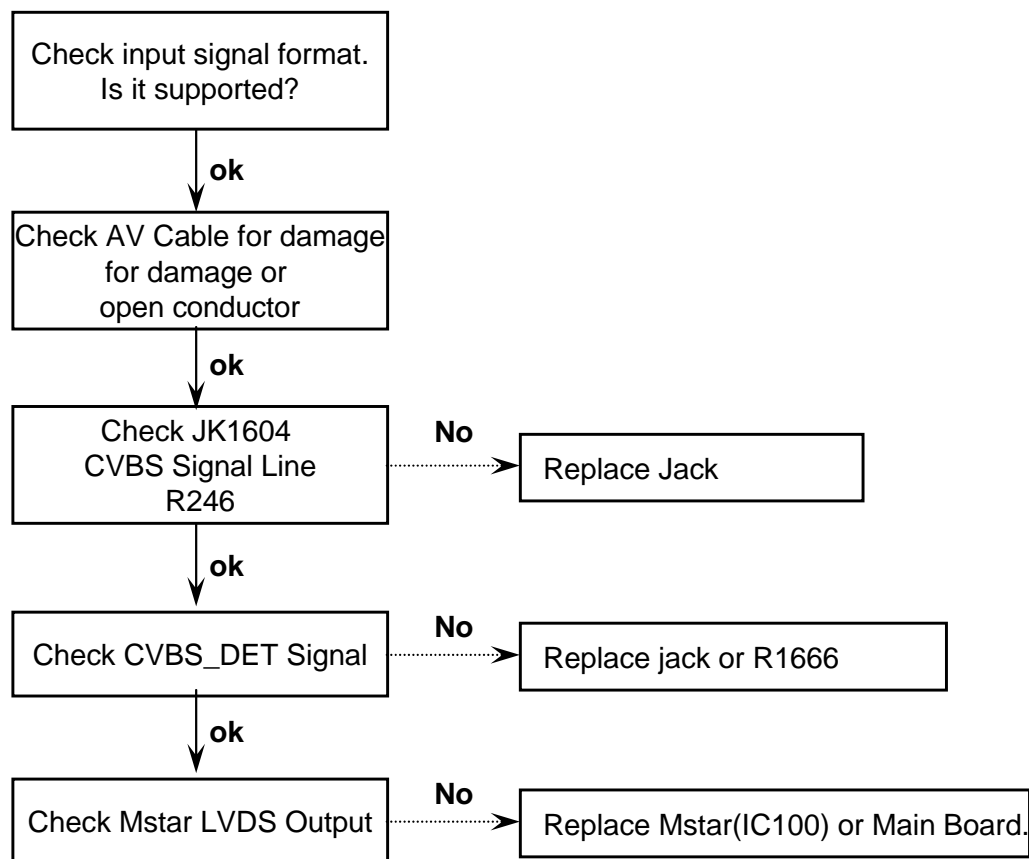 Check input signal format.
Is it supported?
ok
Check AV Cable for damage
for damage or
open conductor
ok
Check JK1604
CVBS Signal Line
R246
No
Replace Jack
ok
Check CVBS_DET Signal
No
Replace jack or R1666
ok
Check Mstar LVDS Output
No
Replace Mstar(IC100) or Main Board.